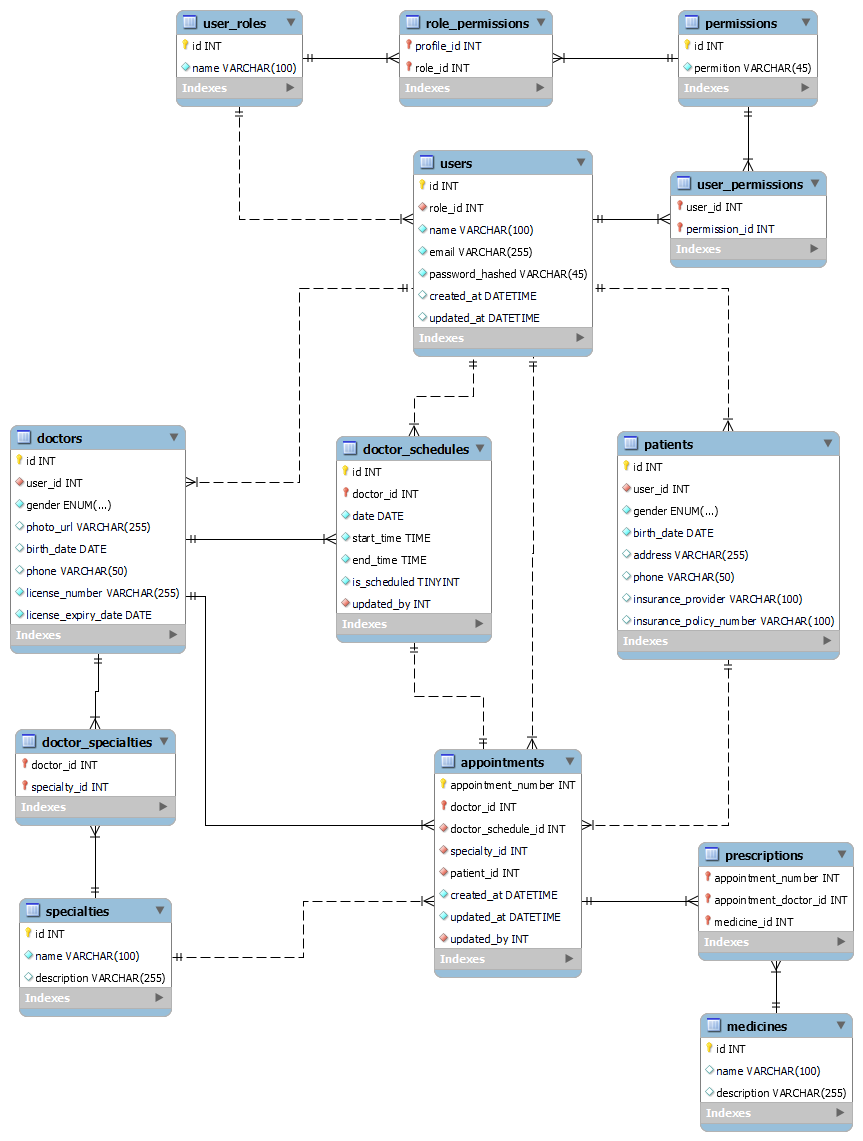 user_roles
id INT
name VARCHAR(100)
Indexes
role_permissions
profile_id INT
role_id INT
Indexes
permissions
id INT
permition VARCHAR(45)
Indexes
users
id INT
role_id INT
name VARCHAR(100)
email VARCHAR(255)
password_hashed VARCHAR(45)
created_at DATETIME
updated_at DATETIME
Indexes
user_permissions
user_id INT
permission_id INT
Indexes
doctors
id INT
user_id INT
gender ENUM(...)
photo_url VARCHAR(255)
birth_date DATE
phone VARCHAR(50)
license_number VARCHAR(255)
license_expiry_date DATE
Indexes
doctor_schedules
id INT
doctor_id INT
date DATE
start_time TIME
end_time TIME
is_scheduled TINYINT
updated_by INT
Indexes
patients
id INT
user_id INT
gender ENUM(...)
birth_date DATE
address VARCHAR(255)
phone VARCHAR(50)
insurance_provider VARCHAR(100)
insurance_policy_number VARCHAR(100)
Indexes
doctor_specialties
doctor_id INT
specialty_id INT
Indexes
appointments
appointment_number INT
doctor_id INT
doctor_schedule_id INT
specialty_id INT
patient_id INT
created_at DATETIME
updated_at DATETIME
updated_by INT
Indexes
prescriptions
appointment_number INT
appointment_doctor_id INT
medicine_id INT
Indexes
specialties
id INT
name VARCHAR(100)
description VARCHAR(255)
Indexes
medicines
id INT
name VARCHAR(100)
description VARCHAR(255)
Indexes